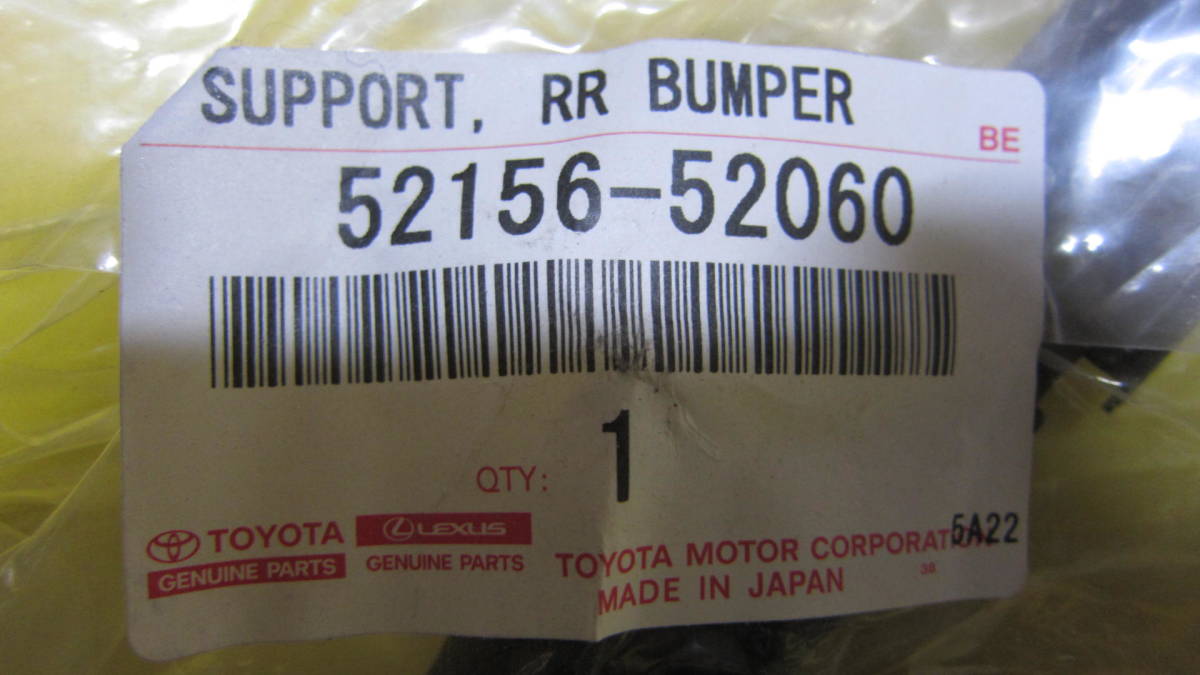 SUPPORT, RR BUMPER
BE
52156-52060
QTY: 1
TOYOTA
GENUINE PARTS
LEXUS
GENUINE PARTS
TOYOTA MOTOR CORPORATION
5A22
MADE IN JAPAN
38